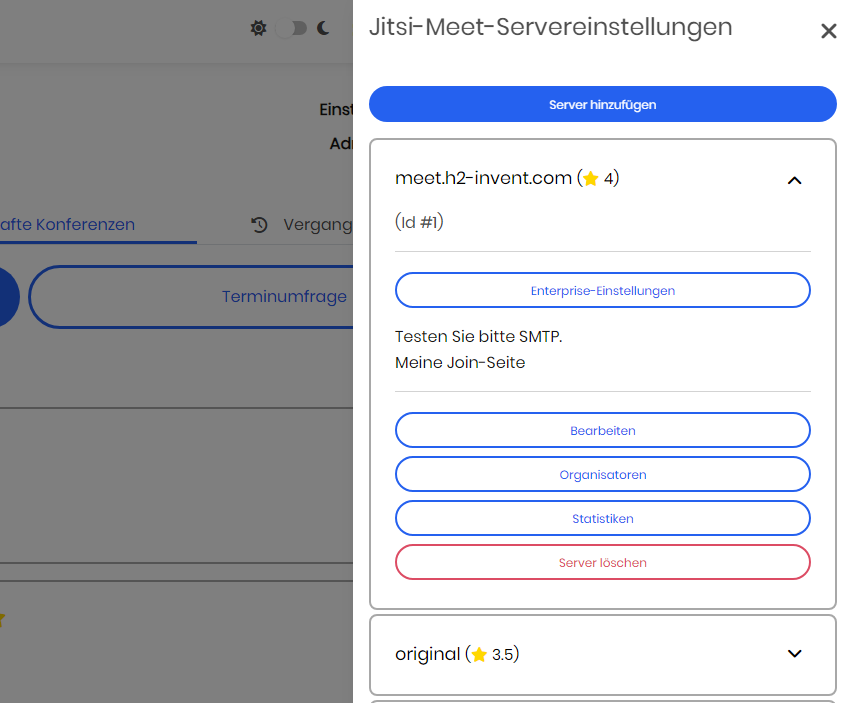 Jitsi-Meet-Servereinstellungen
Server hinzufügen
meet.h2-invent.com (4)
(Id #1)
Enterprise-Einstellungen
Testen Sie bitte SMTP.
Meine Join-Seite
Bearbeiten
Organisatoren
Statistiken
Server löschen
original (3.5)
Einst
Ad
afte Konferenzen
Vergang
Terminumfrage